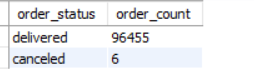 order_status order_count
delivered 96455
canceled 6